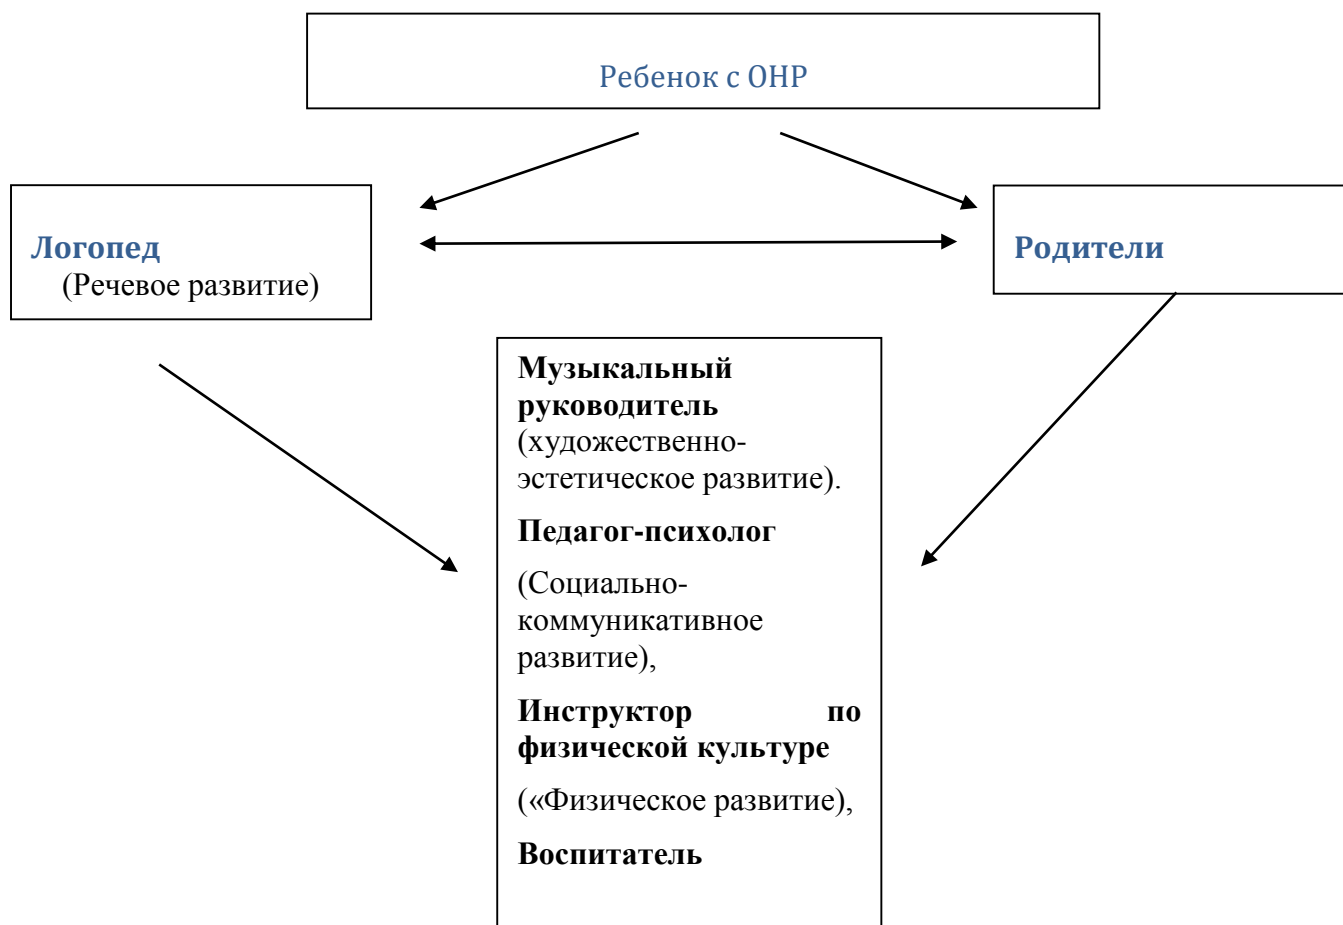 Ребенок с ОНР
Логопед
(Речевое развитие)
Родители
Музыкальный
руководитель
(художественно-
эстетическое развитие).
Педагог-психолог
(Социально-
коммуникативное
развитие),
Инструктор по
физической культуре
(«Физическое развитие),
Воспитатель